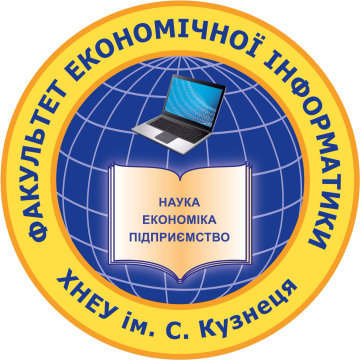 ФАКУЛЬТЕТ ЕКОНОМІЧНОЇ ІНФОРМАТИКИ
НАУКА
ЕКОНОМІКА
ПІДПРИЄМСТВО
ХНЕУ ім. С. Кузнеця